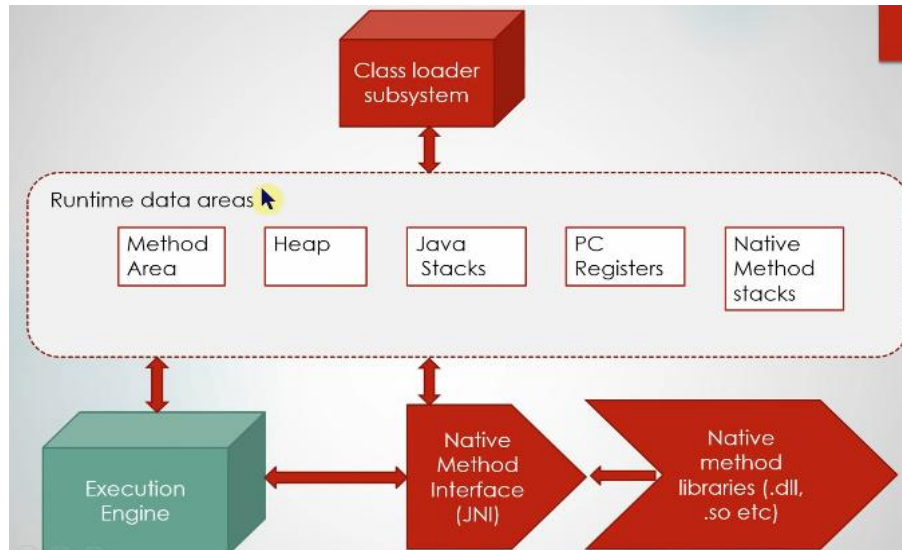 Class loader
subsystem
Runtime data areas
Method
Area
Heap
Java
Stacks
PC
Registers
Native
Method
stacks
Execution
Engine
Native
Method
Interface
(JNI)
Native
method
libraries (.dll,
.so etc)